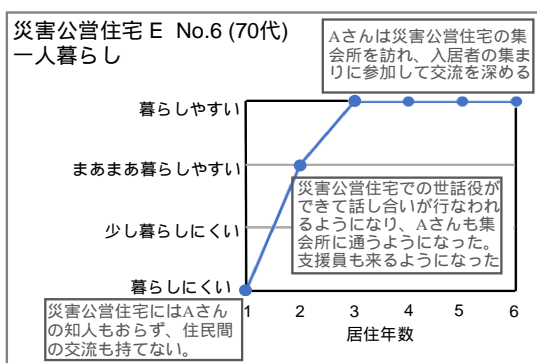 災害公営住宅 E  No.6 (70代)
一人暮らし
Aさんは災害公営住宅の集
会所を訪れ、入居者の集ま
りに参加して交流を深める
暮らしやすい
まあまあ暮らしやすい
災害公営住宅での世話役が
できて話し合いが行なわれ
るようになり、Aさんも集
会所に通うようになった。
支援員も来るようになった
少し暮らしにくい
暮らしにくい
災害公営住宅にはAさん
の知人もおらず、住民間
の交流も持てない。
1 2 3 4 5 6
居住年数